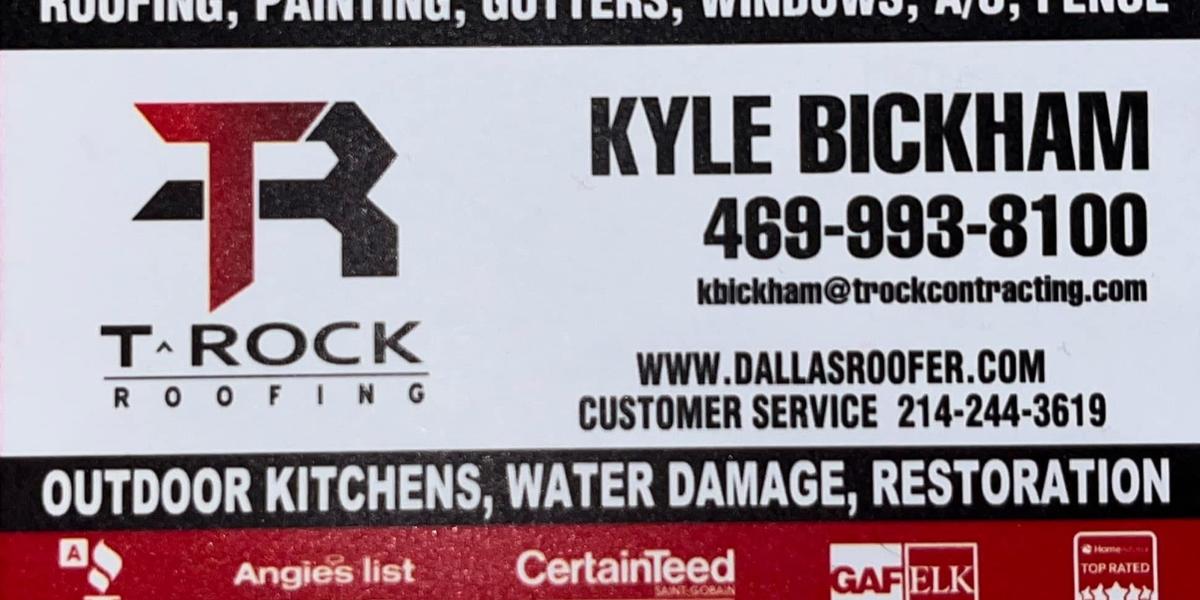 ROOFING, PAINTING, GUTTERS, WINDOWS, A/C, FENCE
TR
KYLE BICKHAM
469-993-8100
kbickham@trockcontracting.com
T^ROCK
ROOFING
WWW.DALLASROOFER.COM
CUSTOMER SERVICE 214-244-3619
OUTDOOR KITCHENS, WATER DAMAGE, RESTORATION
A
Angie's list
CertainTeed
SAINT-GOBAIN
GAF ELK
HomeAdvisor
TOP RATED